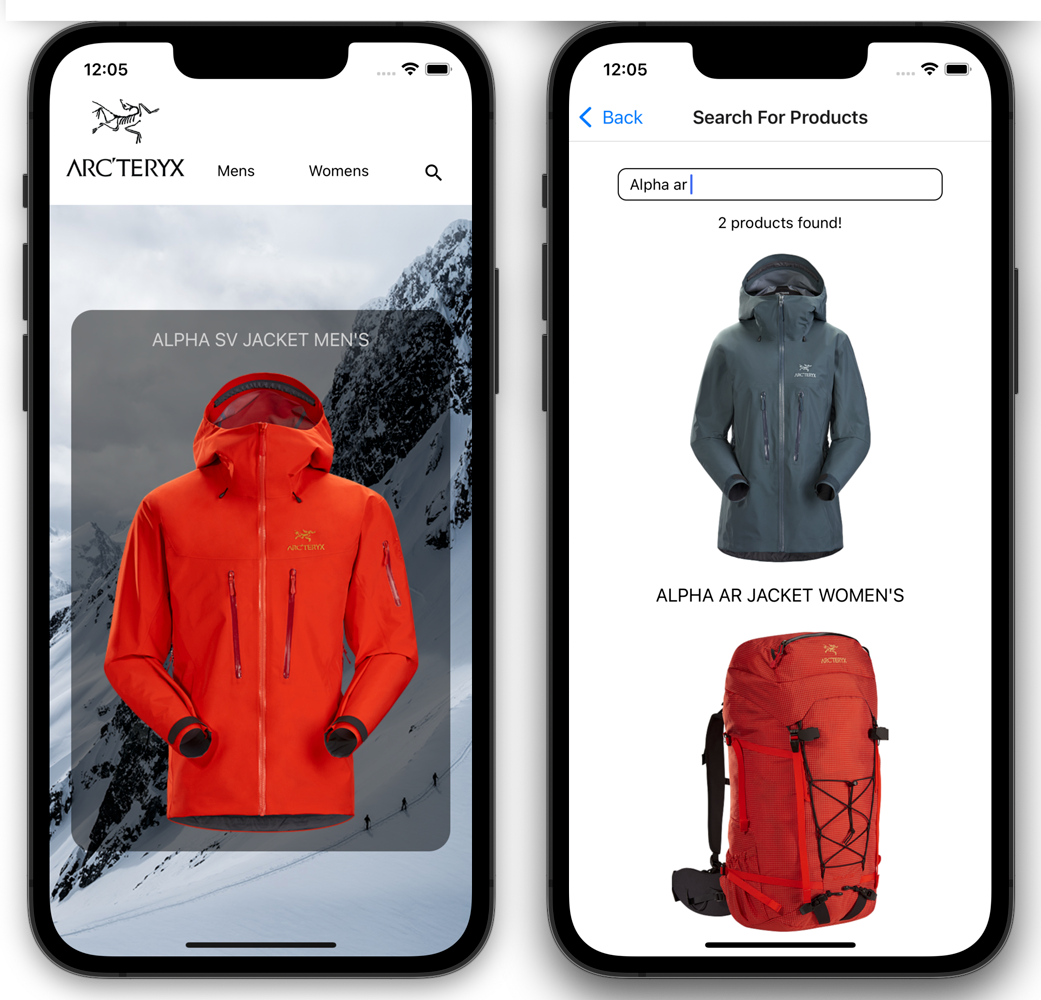 12:05
ARC'TERYX
Mens
Womens
ALPHA SV JACKET MEN'S
ARC'TERYX
12:05
Back
Search For Products
Alpha ar
2 products found!
ARC'TERYX
ALPHA AR JACKET WOMEN'S
ARC'TERYX